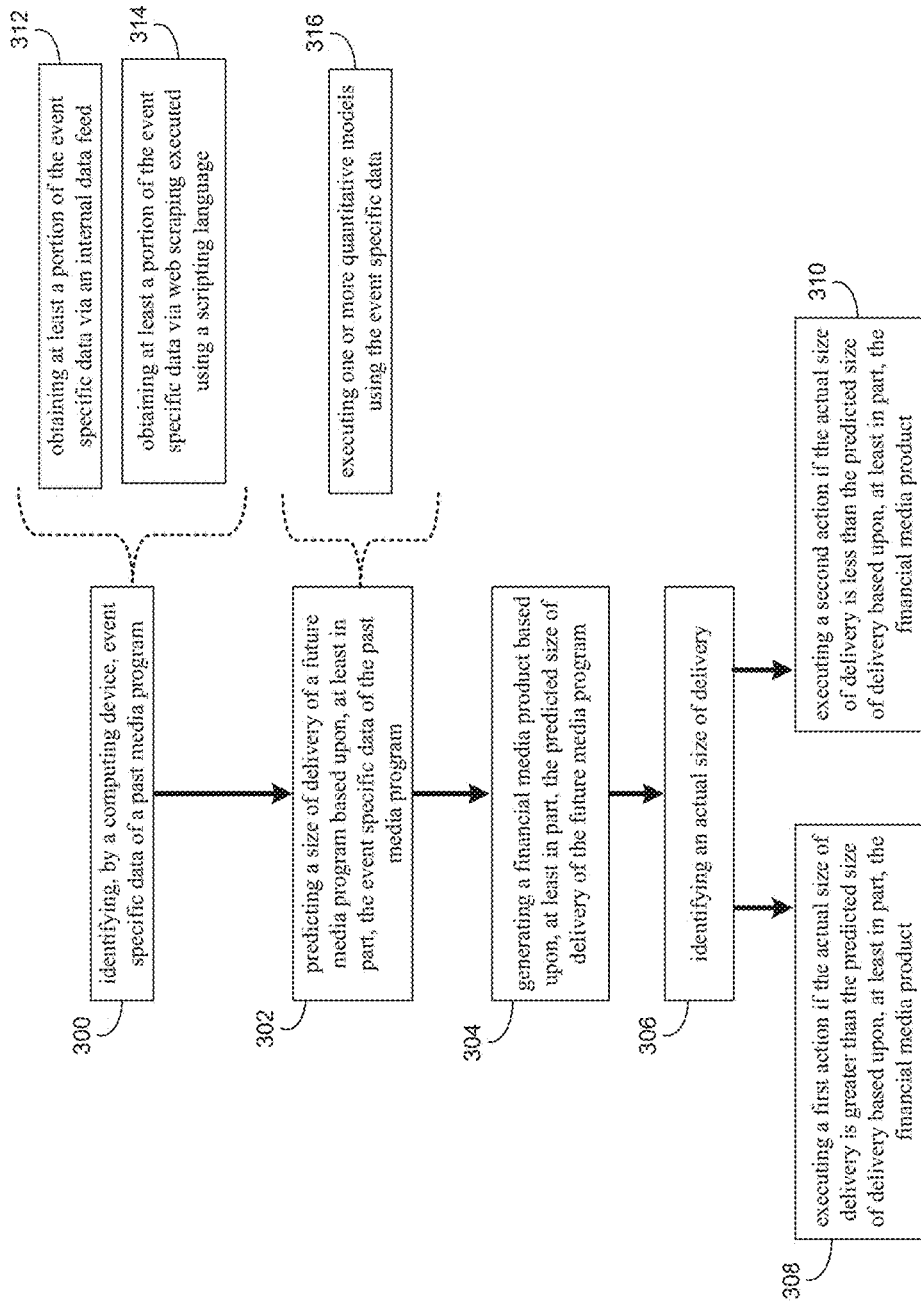 300
identifying, by a computing device, event
specific data of a past media program
312
obtaining at least a portion of the event
specific data via an internal data feed
314
obtaining at least a portion of the event
specific data via web scraping executed
using a scripting language
302
predicting a size of delivery of a future
media program based upon, at least in
part, the event specific data of the past
media program
316
executing one or more quantitative models
using the event specific data
304
generating a financial media product based
upon, at least in part, the predicted size of
delivery of the future media program
306
identifying an actual size of delivery
308
executing a first action if the actual size of
delivery is greater than the predicted size
of delivery based upon, at least in part, the
financial media product
310
executing a second action if the actual size
of delivery is less than the predicted size
of delivery based upon, at least in part, the
financial media product